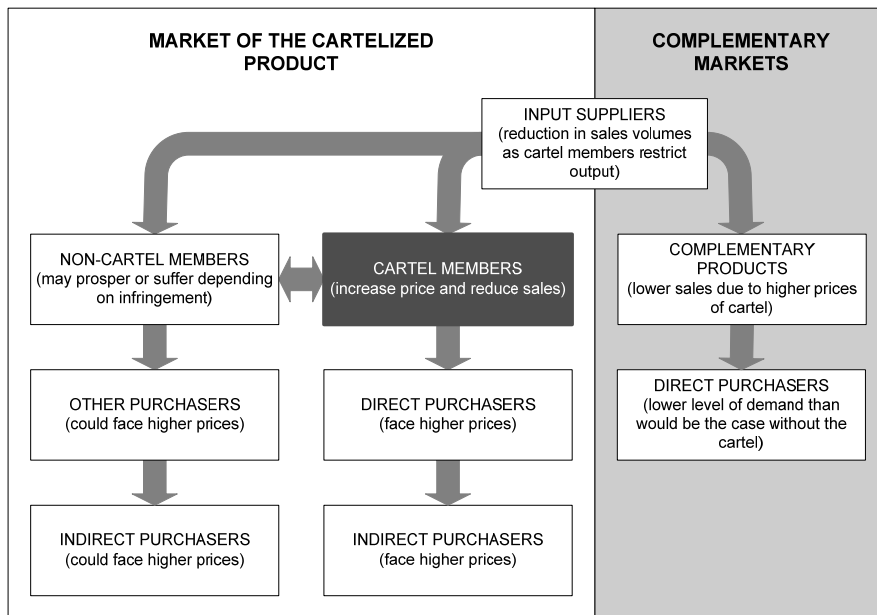 MARKET OF THE CARTELIZED
PRODUCT
COMPLEMENTARY
MARKETS
INPUT SUPPLIERS
(reduction in sales volumes
as cartel members restrict
output)
NON-CARTEL MEMBERS
(may prosper or suffer depending
on infringement)
CARTEL MEMBERS
(increase price and reduce sales)
COMPLEMENTARY
PRODUCTS
(lower sales due to higher prices
of cartel)
OTHER PURCHASERS
(could face higher prices)
DIRECT PURCHASERS
(face higher prices)
DIRECT PURCHASERS
(lower level of demand than
would be the case without the
cartel)
INDIRECT PURCHASERS
(could face higher prices)
INDIRECT PURCHASERS
(face higher prices)